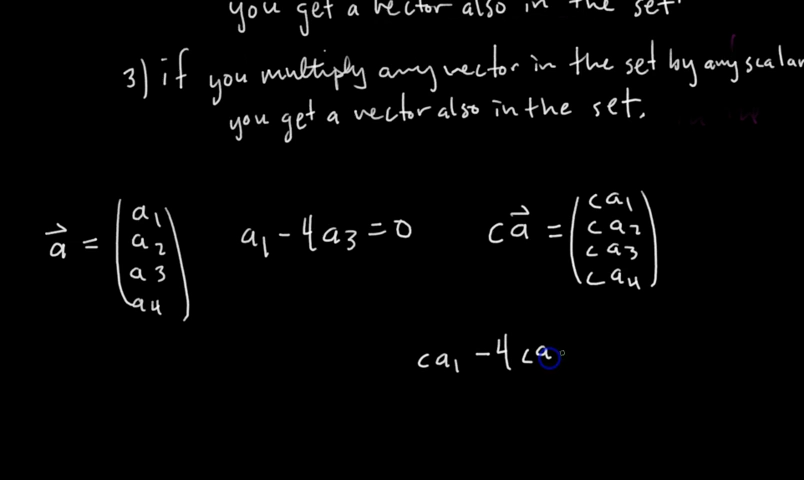 you get a vector also in the set.
3) if you multiply any vector in the set by any scalar
you get a vector also in the set.
a⃗ = (a1 a2 a3 a4) a1 - 4a3 = 0 ca⃗ = (ca1 ca2 ca3 ca4)
ca1 - 4ca